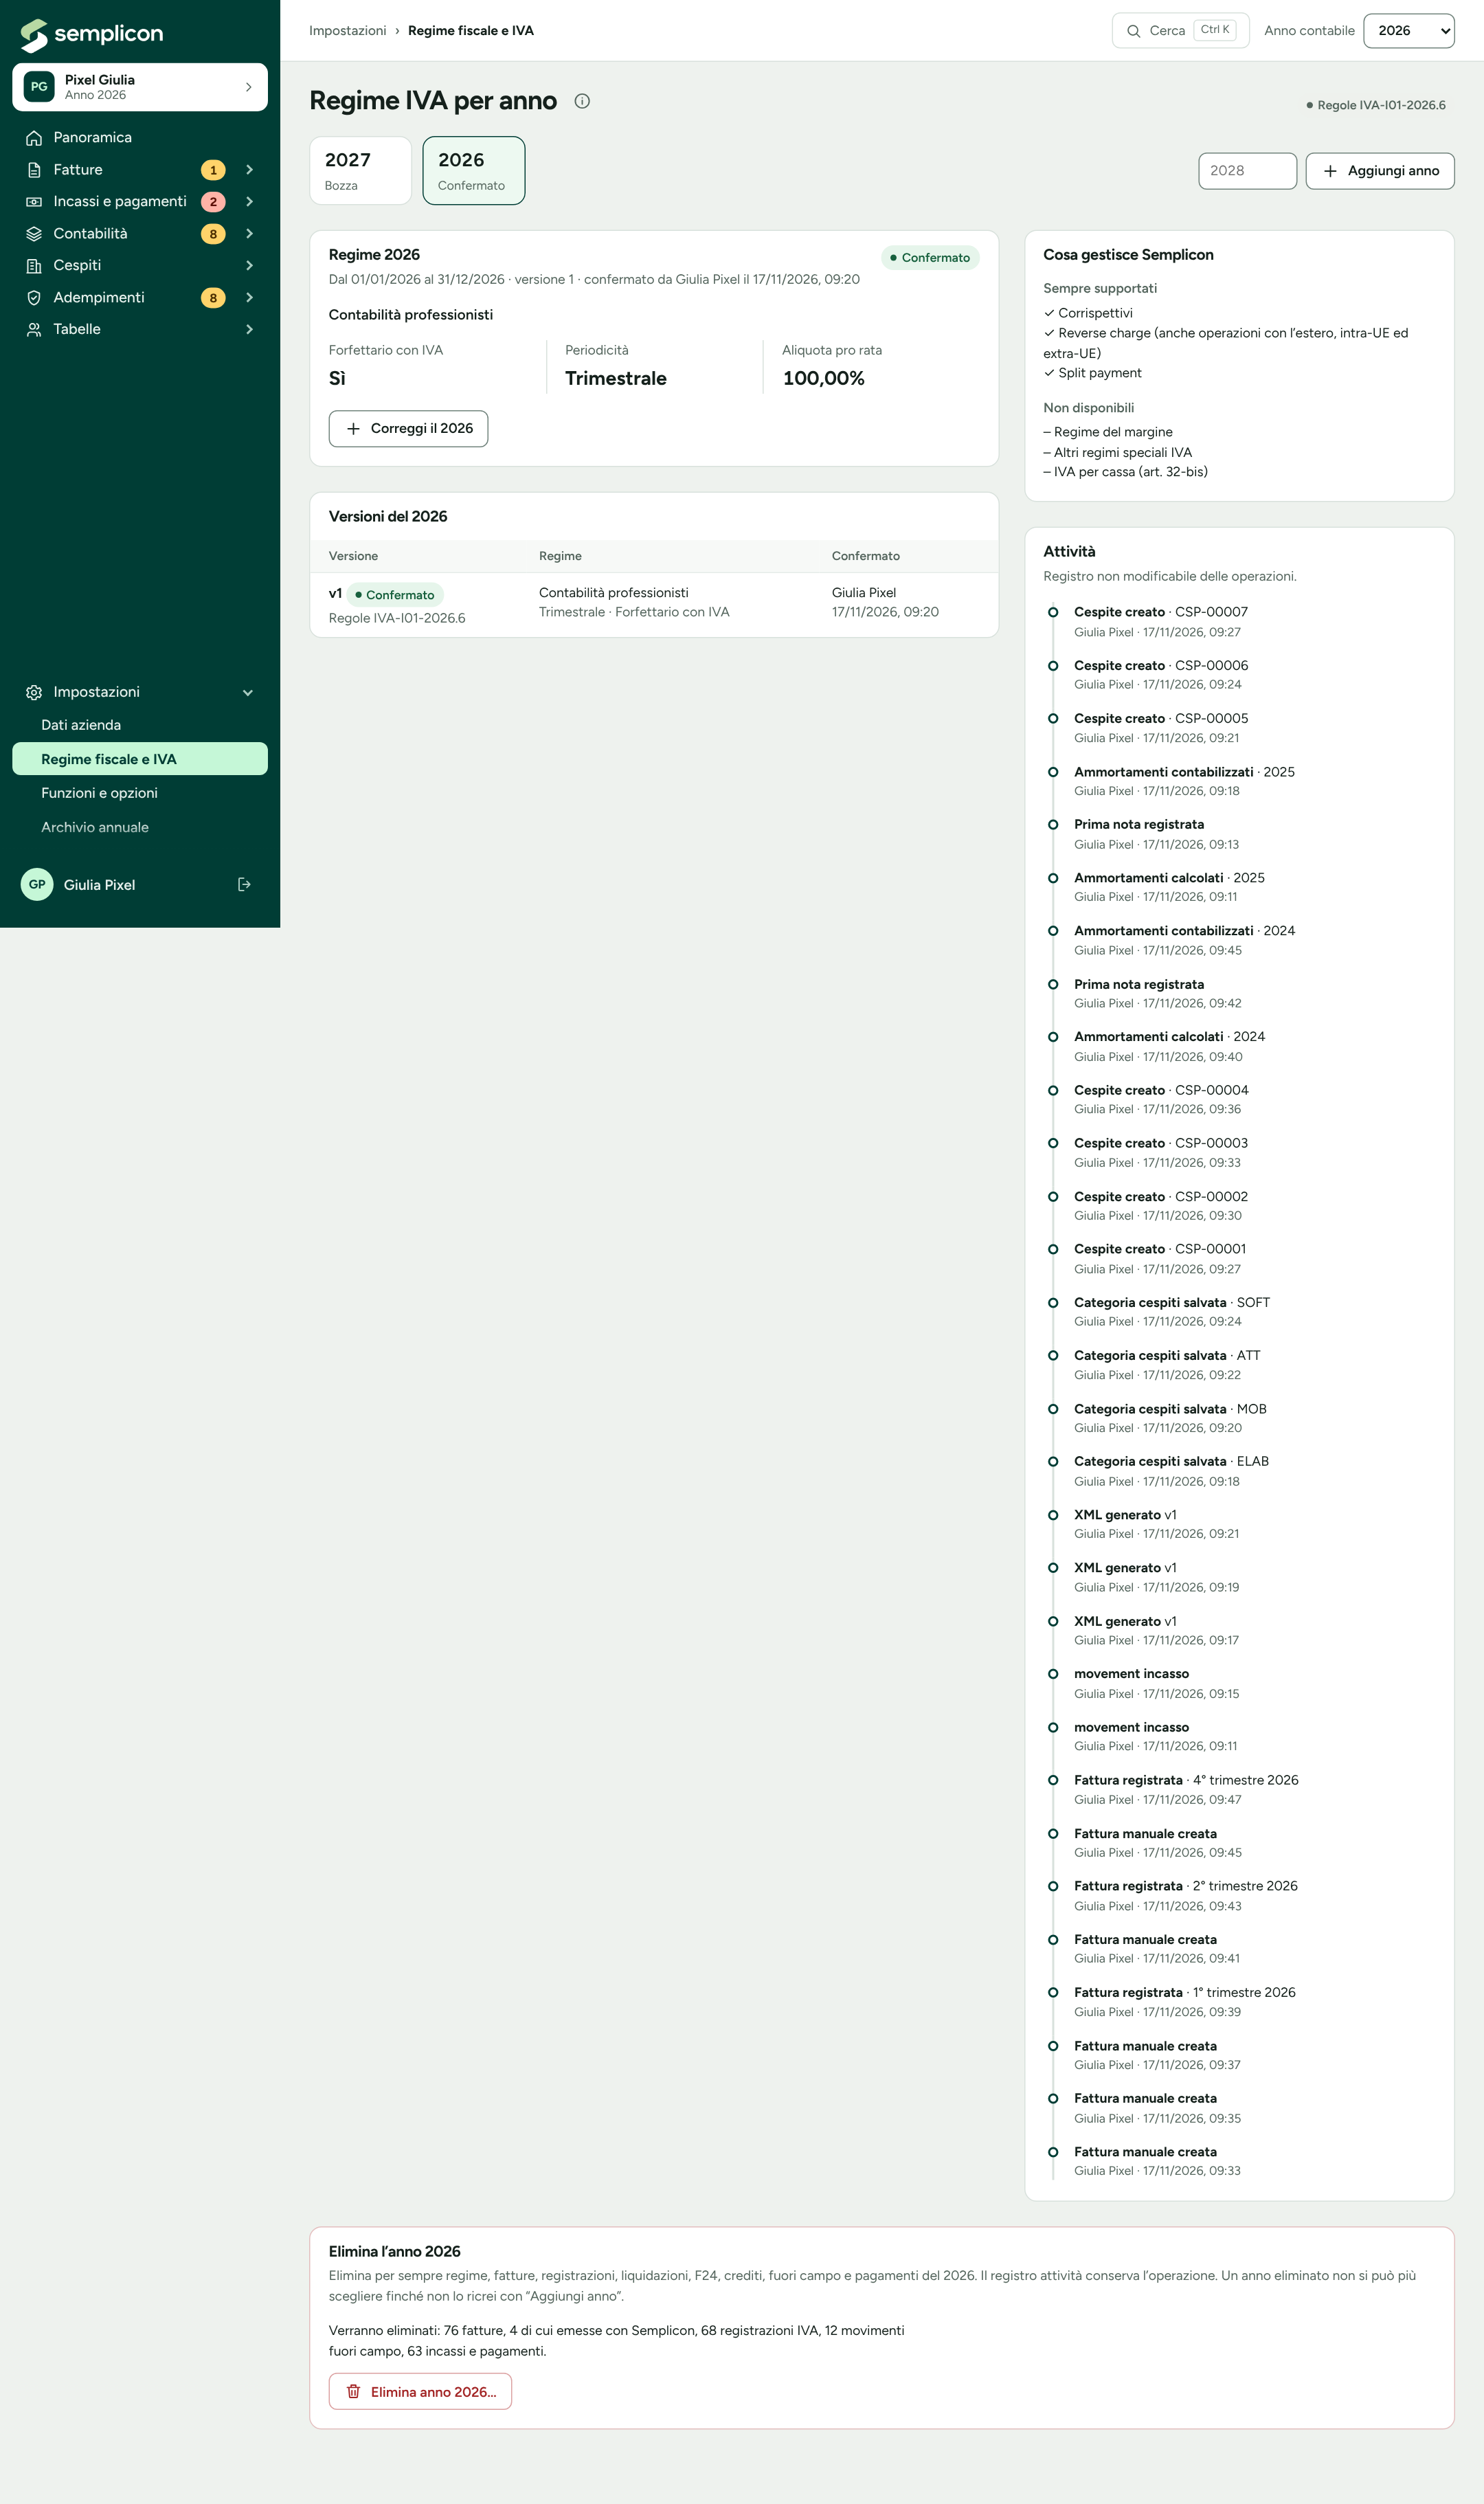 semplicon
PG
Pixel Giulia
Anno 2026
Panoramica
Fatture
1
Incassi e pagamenti
2
Contabilità
8
Cespiti
Adempimenti
8
Tabelle
Impostazioni
Dati azienda
Regime fiscale e IVA
Funzioni e opzioni
Archivio annuale
GP
Giulia Pixel
Impostazioni › Regime fiscale e IVA
Cerca
Ctrl K
Anno contabile
2026
Regime IVA per anno
Regole IVA-I01-2026.6
2027
Bozza
2026
Confermato
2028
Aggiungi anno
Regime 2026
Confermato
Dal 01/01/2026 al 31/12/2026 · versione 1 · confermato da Giulia Pixel il 17/11/2026, 09:20
Contabilità professionisti
Forfettario con IVA
Sì
Periodicità
Trimestrale
Aliquota pro rata
100,00%
Correggi il 2026
Versioni del 2026
Versione
Regime
Confermato
v1 Confermato
Regole IVA-I01-2026.6
Contabilità professionisti
Trimestrale · Forfettario con IVA
Giulia Pixel
17/11/2026, 09:20
Cosa gestisce Semplicon
Sempre supportati
✓ Corrispettivi
✓ Reverse charge (anche operazioni con l’estero, intra-UE ed
extra-UE)
✓ Split payment
Non disponibili
– Regime del margine
– Altri regimi speciali IVA
– IVA per cassa (art. 32-bis)
Attività
Registro non modificabile delle operazioni.
Cespite creato · CSP-00007
Giulia Pixel · 17/11/2026, 09:27
Cespite creato · CSP-00006
Giulia Pixel · 17/11/2026, 09:24
Cespite creato · CSP-00005
Giulia Pixel · 17/11/2026, 09:21
Ammortamenti contabilizzati · 2025
Giulia Pixel · 17/11/2026, 09:18
Prima nota registrata
Giulia Pixel · 17/11/2026, 09:13
Ammortamenti calcolati · 2025
Giulia Pixel · 17/11/2026, 09:11
Ammortamenti contabilizzati · 2024
Giulia Pixel · 17/11/2026, 09:45
Prima nota registrata
Giulia Pixel · 17/11/2026, 09:42
Ammortamenti calcolati · 2024
Giulia Pixel · 17/11/2026, 09:40
Cespite creato · CSP-00004
Giulia Pixel · 17/11/2026, 09:36
Cespite creato · CSP-00003
Giulia Pixel · 17/11/2026, 09:33
Cespite creato · CSP-00002
Giulia Pixel · 17/11/2026, 09:30
Cespite creato · CSP-00001
Giulia Pixel · 17/11/2026, 09:27
Categoria cespiti salvata · SOFT
Giulia Pixel · 17/11/2026, 09:24
Categoria cespiti salvata · ATT
Giulia Pixel · 17/11/2026, 09:22
Categoria cespiti salvata · MOB
Giulia Pixel · 17/11/2026, 09:20
Categoria cespiti salvata · ELAB
Giulia Pixel · 17/11/2026, 09:18
XML generato v1
Giulia Pixel · 17/11/2026, 09:21
XML generato v1
Giulia Pixel · 17/11/2026, 09:19
XML generato v1
Giulia Pixel · 17/11/2026, 09:17
movement incasso
Giulia Pixel · 17/11/2026, 09:15
movement incasso
Giulia Pixel · 17/11/2026, 09:11
Fattura registrata · 4° trimestre 2026
Giulia Pixel · 17/11/2026, 09:47
Fattura manuale creata
Giulia Pixel · 17/11/2026, 09:45
Fattura registrata · 2° trimestre 2026
Giulia Pixel · 17/11/2026, 09:43
Fattura manuale creata
Giulia Pixel · 17/11/2026, 09:41
Fattura registrata · 1° trimestre 2026
Giulia Pixel · 17/11/2026, 09:39
Fattura manuale creata
Giulia Pixel · 17/11/2026, 09:37
Fattura manuale creata
Giulia Pixel · 17/11/2026, 09:35
Fattura manuale creata
Giulia Pixel · 17/11/2026, 09:33
Elimina l’anno 2026
Elimina per sempre regime, fatture, registrazioni, liquidazioni, F24, crediti, fuori campo e pagamenti del 2026. Il registro attività conserva l’operazione. Un anno eliminato non si può più
scegliere finché non lo ricrei con “Aggiungi anno”.
Verranno eliminati: 76 fatture, 4 di cui emesse con Semplicon, 68 registrazioni IVA, 12 movimenti
fuori campo, 63 incassi e pagamenti.
Elimina anno 2026…